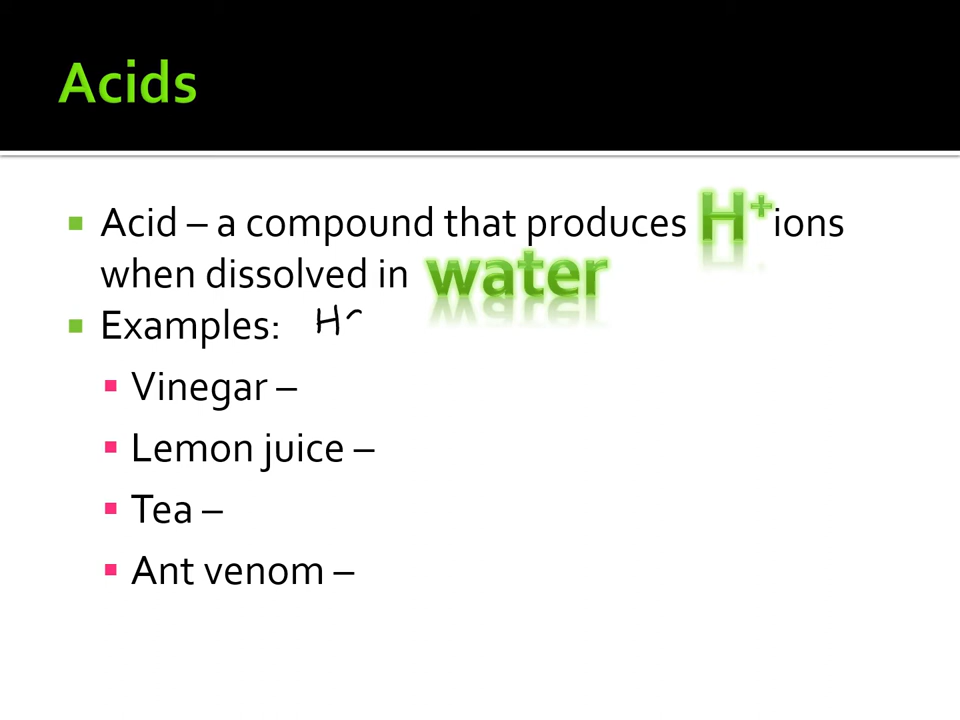 Acids
Acid – a compound that produces H⁺ ions
when dissolved in water
Examples: H
Vinegar –
Lemon juice –
Tea –
Ant venom –